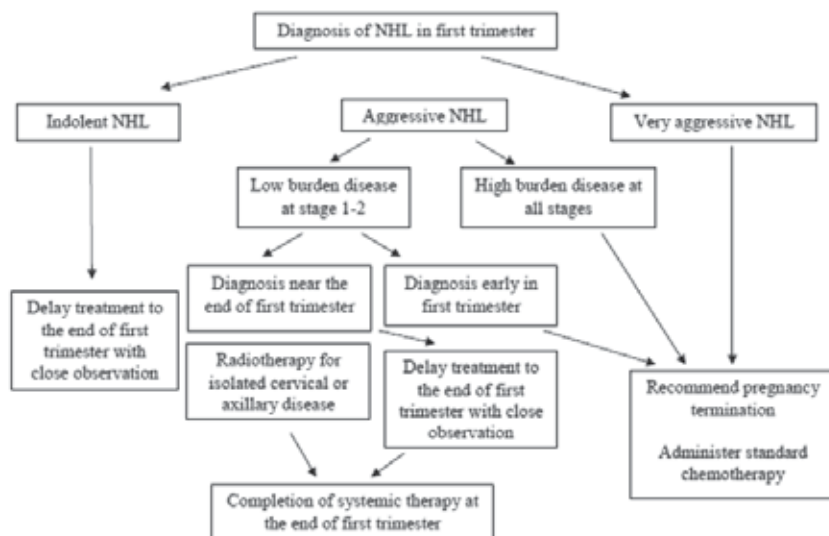 Diagnosis of NHL in first trimester
Indolent NHL
Aggressive NHL
Very aggressive NHL
Low burden disease
at stage 1-2
High burden disease at
all stages
Delay treatment to
the end of first
trimester with
close observation
Diagnosis near the
end of first trimester
Diagnosis early in
first trimester
Radiotherapy for
isolated cervical or
axillary disease
Delay treatment to
the end of first
trimester with close
observation
Recommend pregnancy
termination
Administer standard
chemotherapy
Completion of systemic therapy at
the end of first trimester